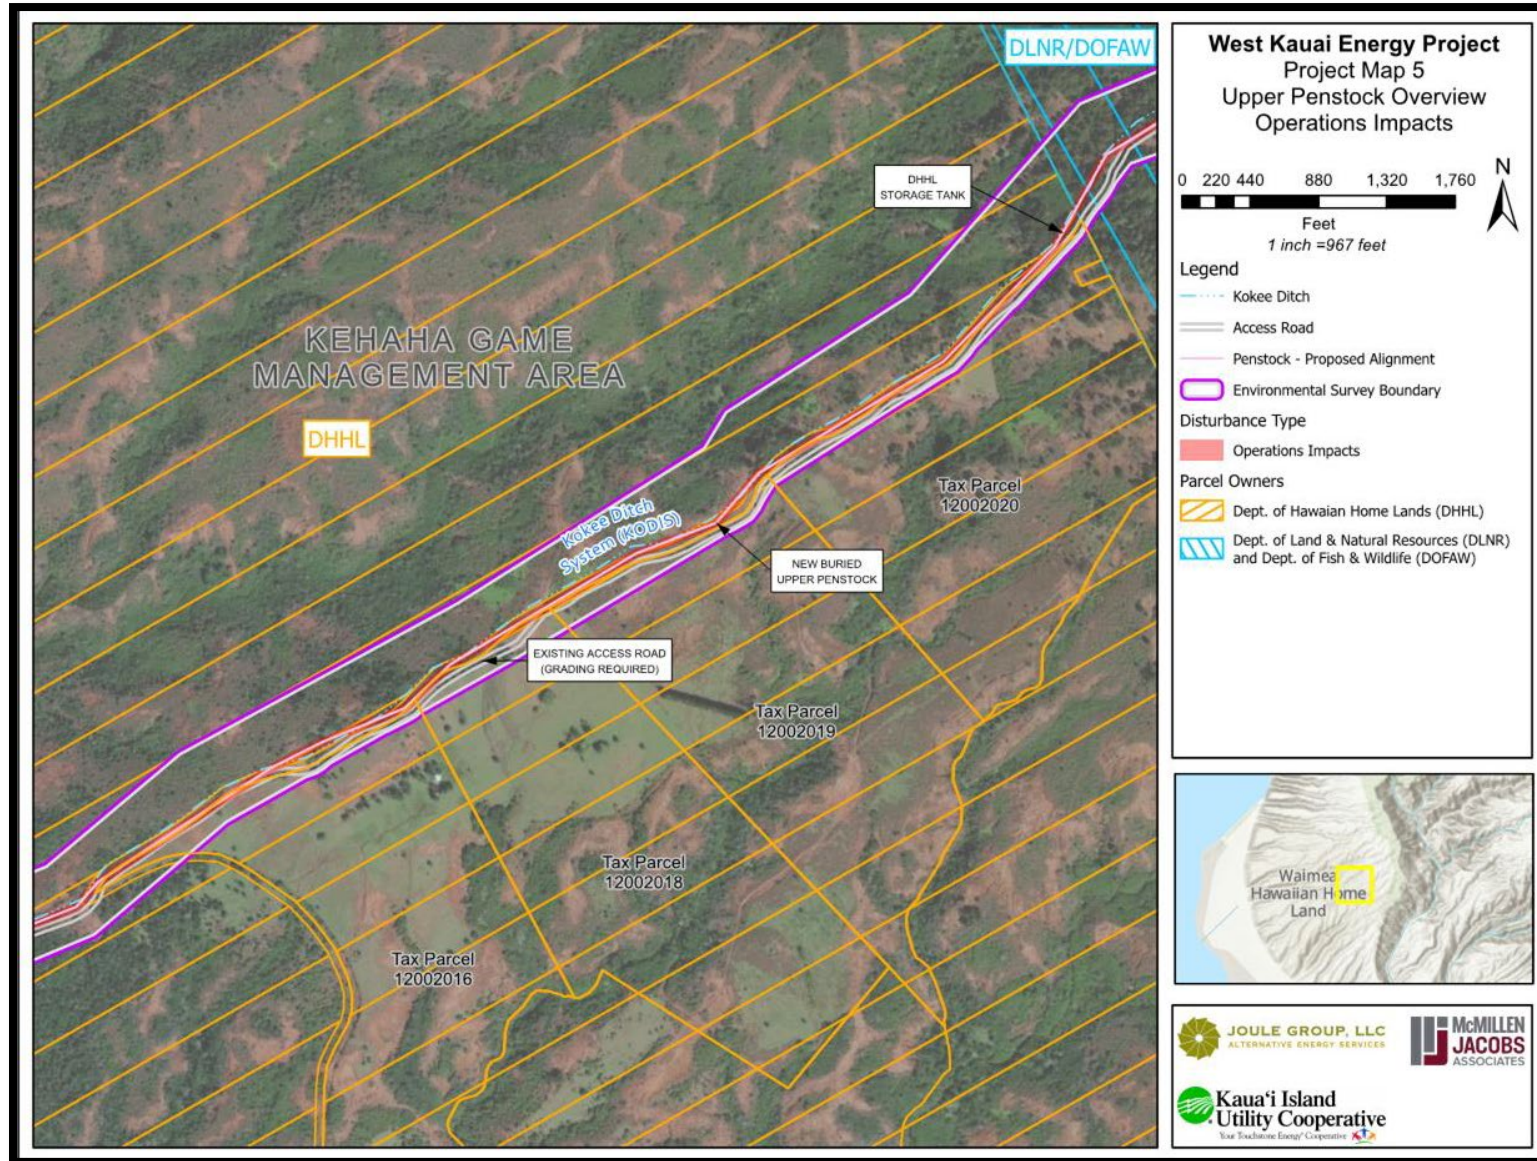 DLNR/DOFAW
DHHL
STORAGE TANK
KEHAHA GAME
MANAGEMENT AREA
DHHL
Tax Parcel
12002020
Kokee Ditch
System (KODIS)
NEW BURIED
UPPER PENSTOCK
EXISTING ACCESS ROAD
(GRADING REQUIRED)
Tax Parcel
12002019
Tax Parcel
12002018
Tax Parcel
12002016
West Kauai Energy Project
Project Map 5
Upper Penstock Overview
Operations Impacts
0 220 440 880 1,320 1,760
Feet
1 inch =967 feet
N
Legend
Kokee Ditch
Access Road
Penstock - Proposed Alignment
Environmental Survey Boundary
Disturbance Type
Operations Impacts
Parcel Owners
Dept. of Hawaian Home Lands (DHHL)
Dept. of Land & Natural Resources (DLNR)
and Dept. of Fish & Wildlife (DOFAW)
Waimea
Hawaiian Home
Land
JOULE GROUP, LLC
ALTERNATIVE ENERGY SERVICES
McMILLEN
JACOBS
ASSOCIATES
Kaua‘i Island
Utility Cooperative
Your Touchstone Energy® Cooperative